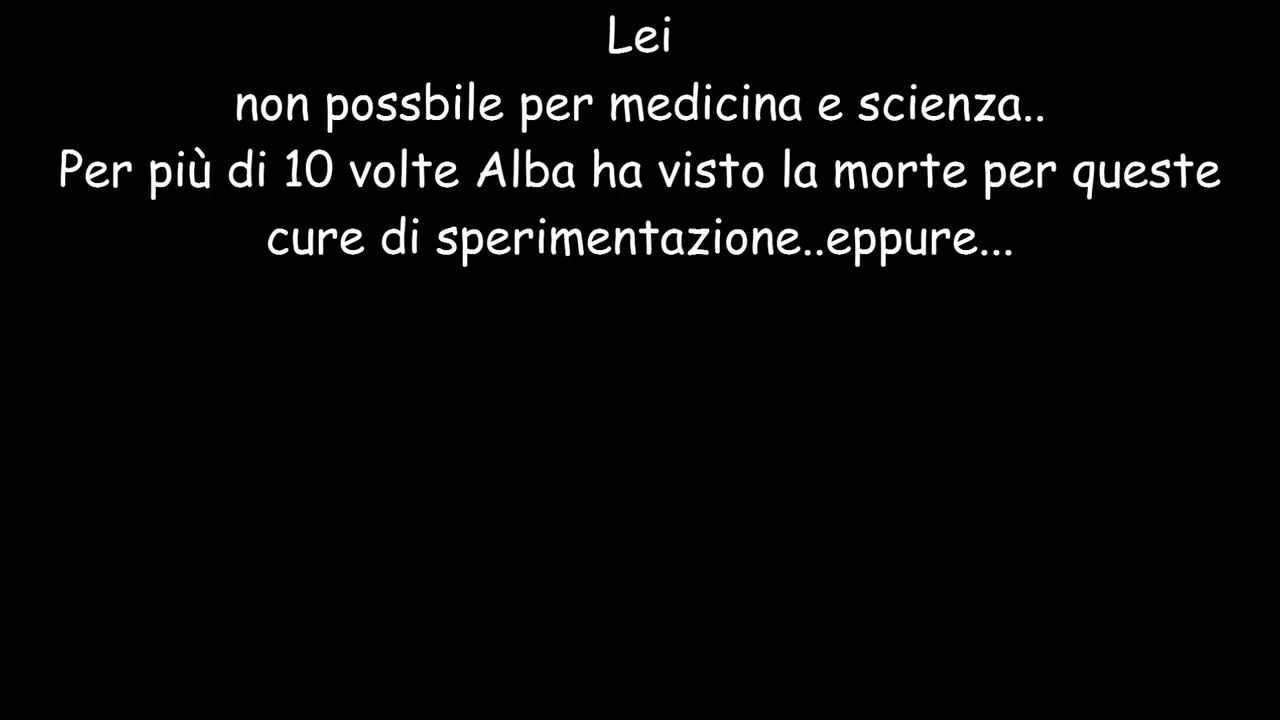 Lei
non possbile per medicina e scienza..
Per più di 10 volte Alba ha visto la morte per queste
cure di sperimentazione..eppure...